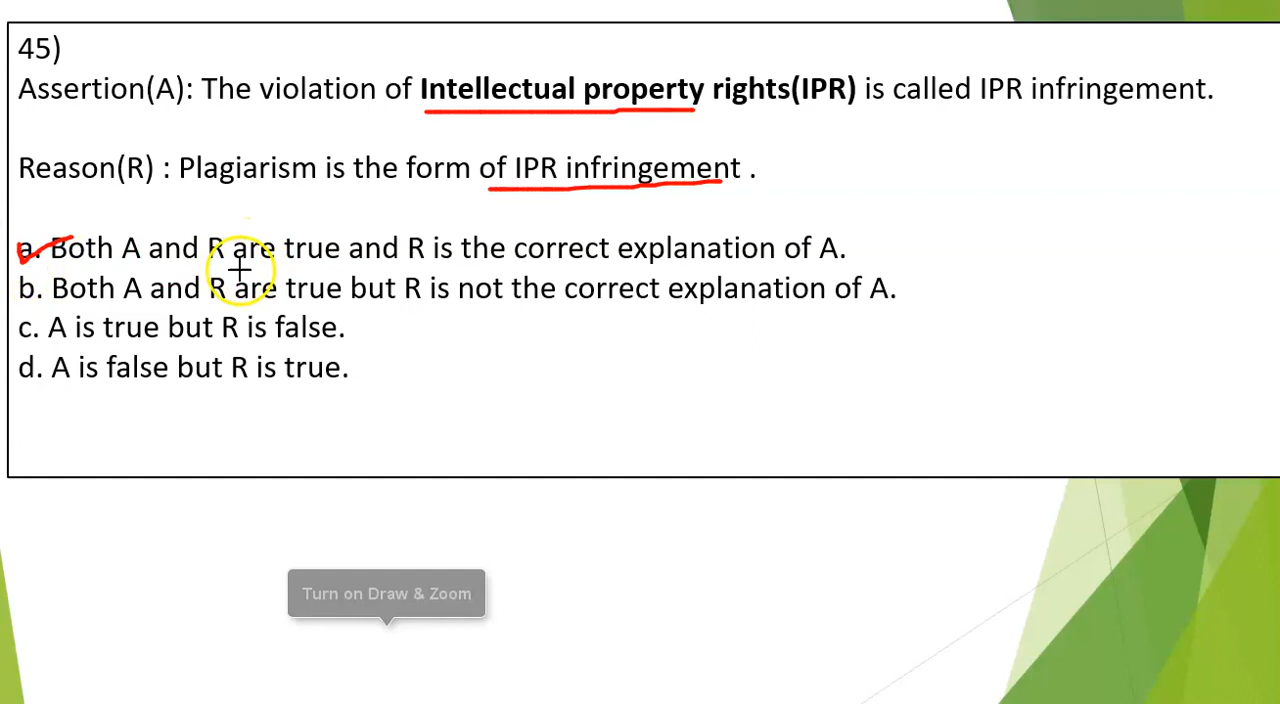 45)
Assertion(A): The violation of Intellectual property rights(IPR) is called IPR infringement.
Reason(R) : Plagiarism is the form of IPR infringement .
a. Both A and R are true and R is the correct explanation of A.
b. Both A and R are true but R is not the correct explanation of A.
c. A is true but R is false.
d. A is false but R is true.
Turn on Draw & Zoom